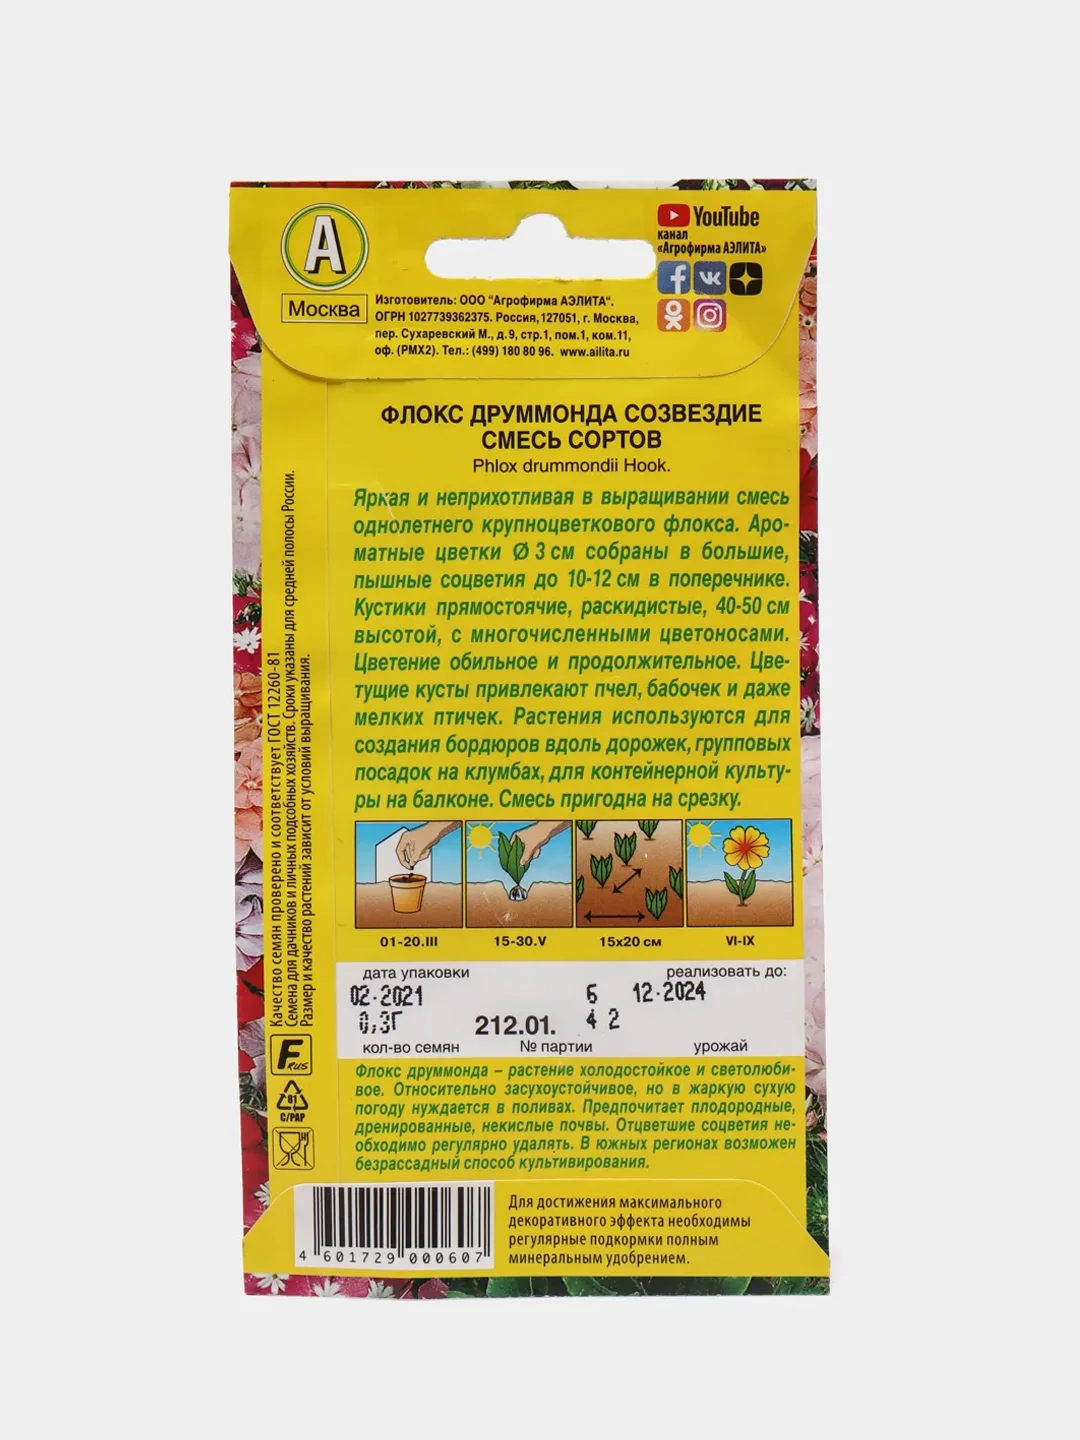 YouTube
канал
«Агрофирма АЭЛИТА»
А
Москва
Изготовитель: ООО "Агрофирма АЭЛИТА".
ОГРН 1027739362375. Россия,127051, г. Москва,
пер. Сухаревский М., д.9, стр.1, пом.1, ком.11,
оф. (РМХ2). Тел.: (499) 180 80 96. www.ailita.ru
ФЛОКС ДРУММОНДА СОЗВЕЗДИЕ
СМЕСЬ СОРТОВ
Phlox drummondii Hook.
Яркая и неприхотливая в выращивании смесь
однолетнего крупноцветкового флокса. Аро-
матные цветки Ø 3 см собраны в большие,
пышные соцветия до 10-12 см в поперечнике.
Кустики прямостоячие, раскидистые, 40-50 см
высотой, с многочисленными цветоносами.
Цветение обильное и продолжительное. Цве-
тущие кусты привлекают пчел, бабочек и даже
мелких птичек. Растения используются для
создания бордюров вдоль дорожек, групповых
посадок на клумбах, для контейнерной культу-
ры на балконе. Смесь пригодна на срезку.
01-20.III 15-30.V 15х20 см VI-IX
дата упаковки реализовать до:
02·2021 6 12·2024
0,3г 212.01. 4 2
кол-во семян № партии урожай
Флокс друммонда – растение холодостойкое и светолюби-
вое. Относительно засухоустойчивое, но в жаркую сухую
погоду нуждается в поливах. Предпочитает плодородные,
дренированные, некислые почвы. Отцветшие соцветия не-
обходимо регулярно удалять. В южных регионах возможен
безрассадный способ культивирования.
Качество семян проверено и соответствует ГОСТ 12260-81
Семена для дачников и личных подсобных хозяйств. Сроки указаны для средней полосы России.
Размер и качество растений зависит от условий выращивания.
F RUS
81
C/PAP
4 601729 000607
Для достижения максимального
декоративного эффекта необходимы
регулярные подкормки полным
минеральным удобрением.